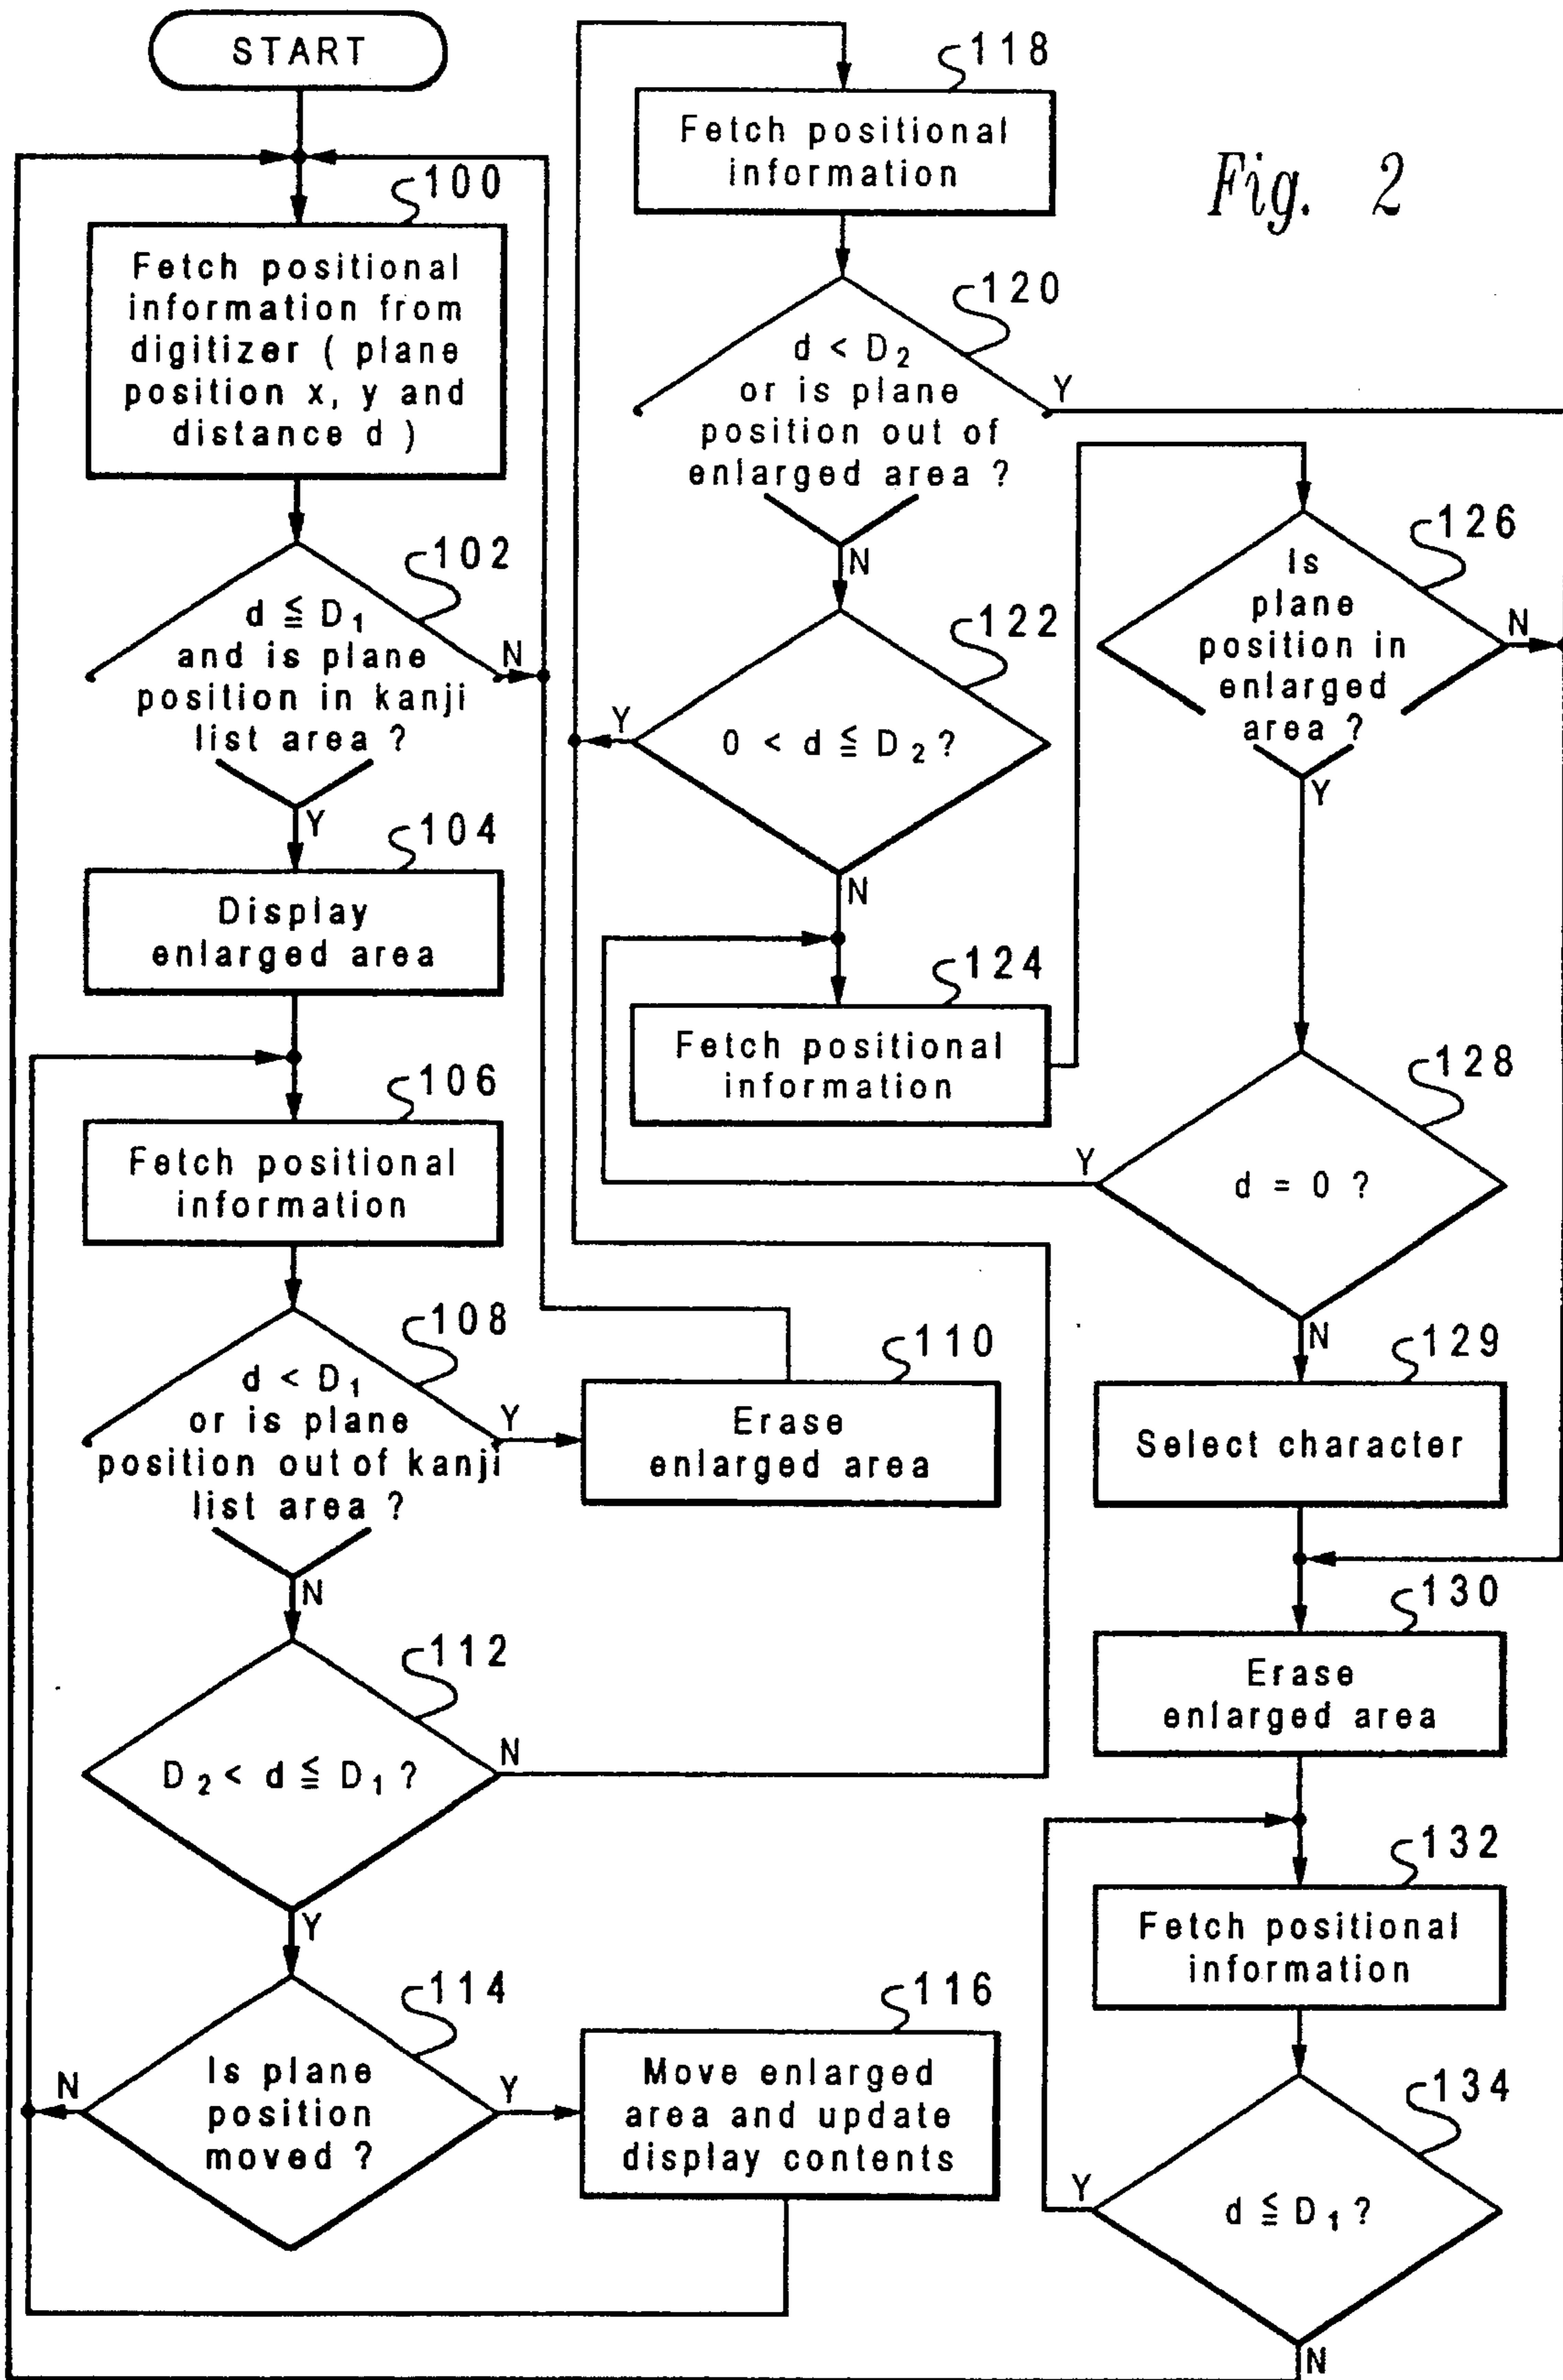 START
100
Fetch positional
information from
digitizer ( plane
position x, y and
distance d )
102
d ≦ D1
and is plane
position in kanji
list area ?
N
Y
104
Display
enlarged area
106
Fetch positional
information
108
d < D1
or is plane
position out of kanji
list area ?
Y
N
110
Erase
enlarged area
112
D2 < d ≦ D1 ?
N
Y
114
Is plane
position
moved ?
N
Y
116
Move enlarged
area and update
display contents
118
Fetch positional
information
Fig. 2
120
d < D2
or is plane
position out of
enlarged area ?
Y
N
122
0 < d ≦ D2 ?
Y
N
124
Fetch positional
information
126
Is
plane
position in
enlarged
area ?
N
Y
128
d = 0 ?
Y
N
129
Select character
130
Erase
enlarged area
132
Fetch positional
information
134
d ≦ D1 ?
Y
N